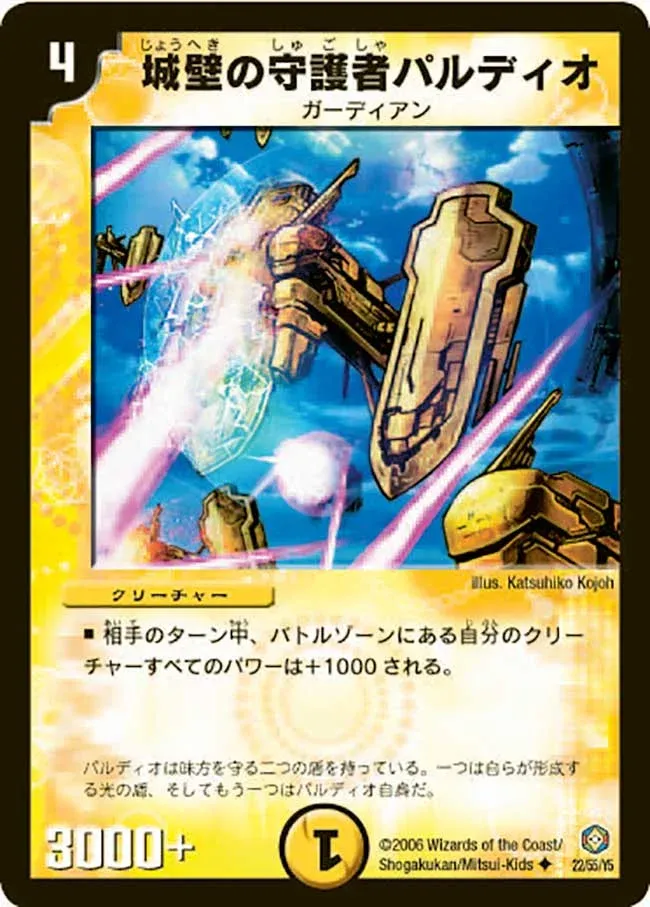 4
じょうへき しゅごしゃ
城壁の守護者パルディオ
ガーディアン
illus. Katsuhiko Kojoh
クリーチャー
■ 相手のターン中、バトルゾーンにある自分のクリー
チャーすべてのパワーは+1000される。
パルディオは味方を守る二つの盾を持っている。一つは自らが形成す
る光の盾、そしてもう一つはパルディオ自身だ。
3000+
1
©2006 Wizards of the Coast/
Shogakukan/Mitsui-Kids ◆ 22/55/Y5